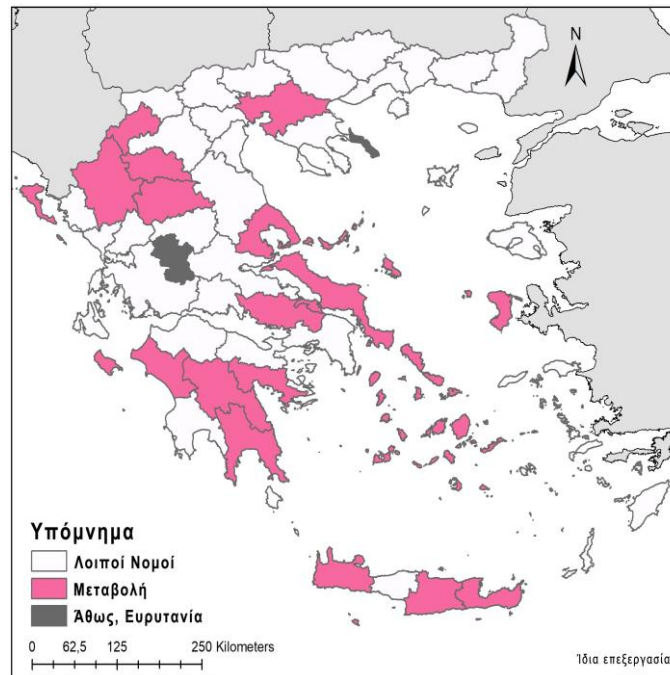 N
Υπόμνημα
Λοιποί Νομοί
Μεταβολή
Άθως, Ευρυτανία
0 62,5 125 250 Kilometers
Ίδια επεξεργασία